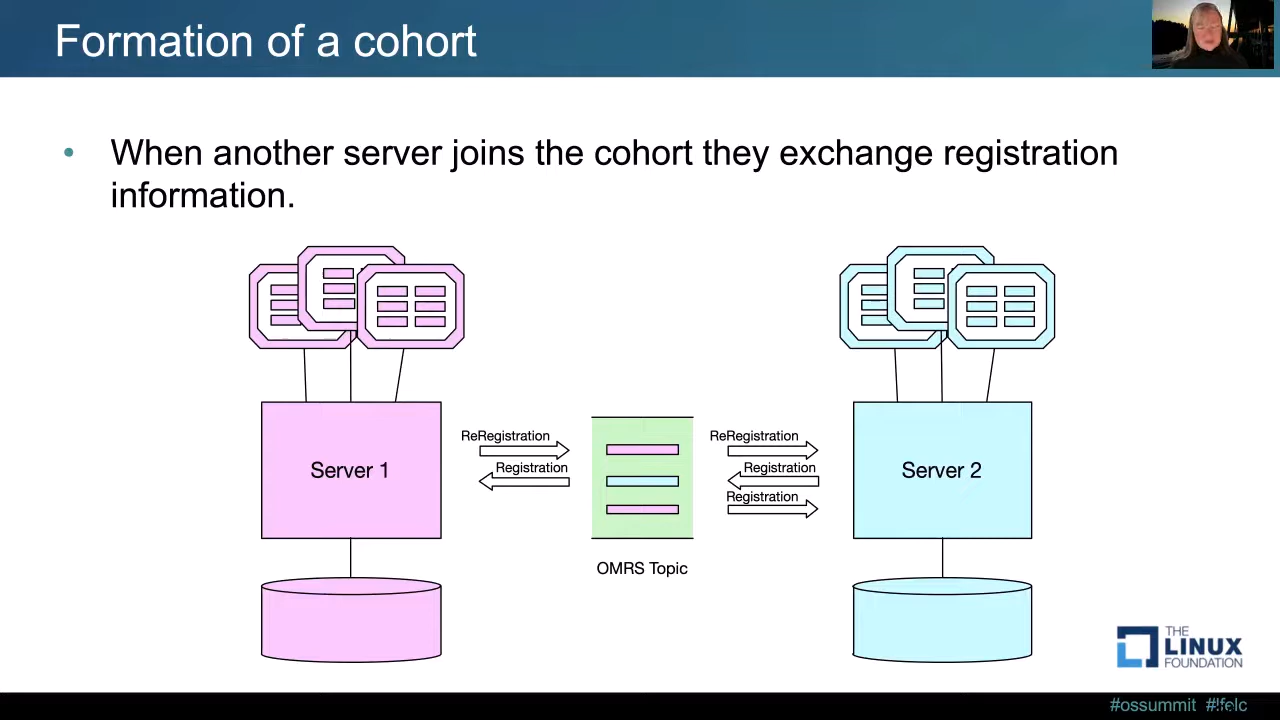 Formation of a cohort
• When another server joins the cohort they exchange registration
information.
ReRegistration
ReRegistration
Registration
Registration
Registration
Server 1
Server 2
OMRS Topic
THE
LINUX
FOUNDATION
#ossummit #lfelc